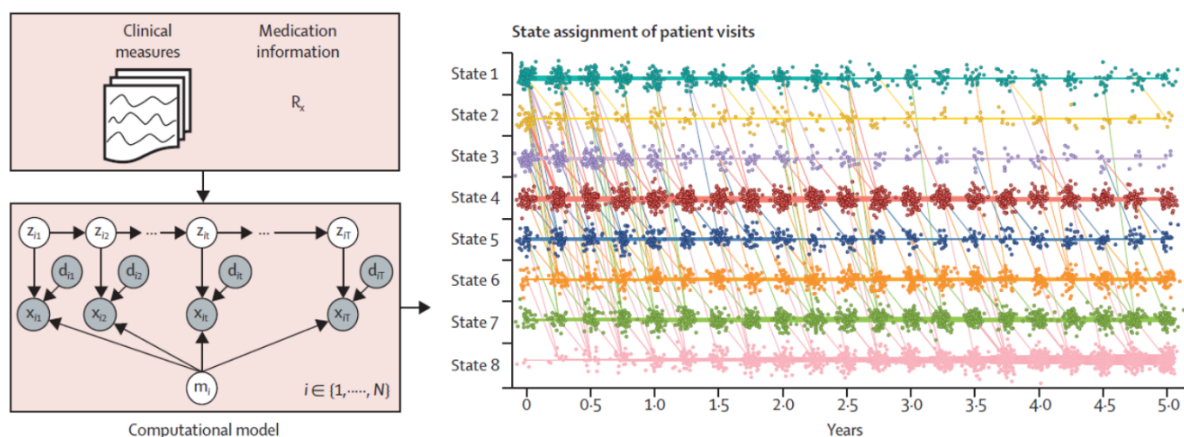 Clinical
measures
Medication
information
Rx
zi1 zi2 ... zit ... ziT
di1 di2 dit diT
xi1 xi2 xit xiT
mi
i ∈ {1,·····, N}
Computational model
State assignment of patient visits
State 1
State 2
State 3
State 4
State 5
State 6
State 7
State 8
0 0·5 1·0 1·5 2·0 2·5 3·0 3·5 4·0 4·5 5·0
Years